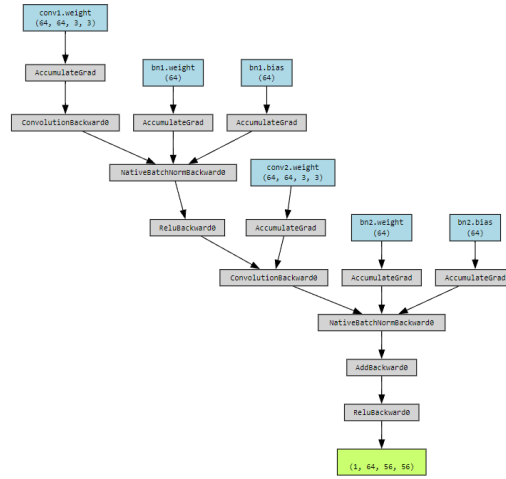 conv1.weight
(64, 64, 3, 3)
AccumulateGrad
bn1.weight
(64)
bn1.bias
(64)
ConvolutionBackward0
AccumulateGrad
AccumulateGrad
NativeBatchNormBackward0
conv2.weight
(64, 64, 3, 3)
ReluBackward0
AccumulateGrad
bn2.weight
(64)
bn2.bias
(64)
ConvolutionBackward0
AccumulateGrad
AccumulateGrad
NativeBatchNormBackward0
AddBackward0
ReluBackward0
(1, 64, 56, 56)